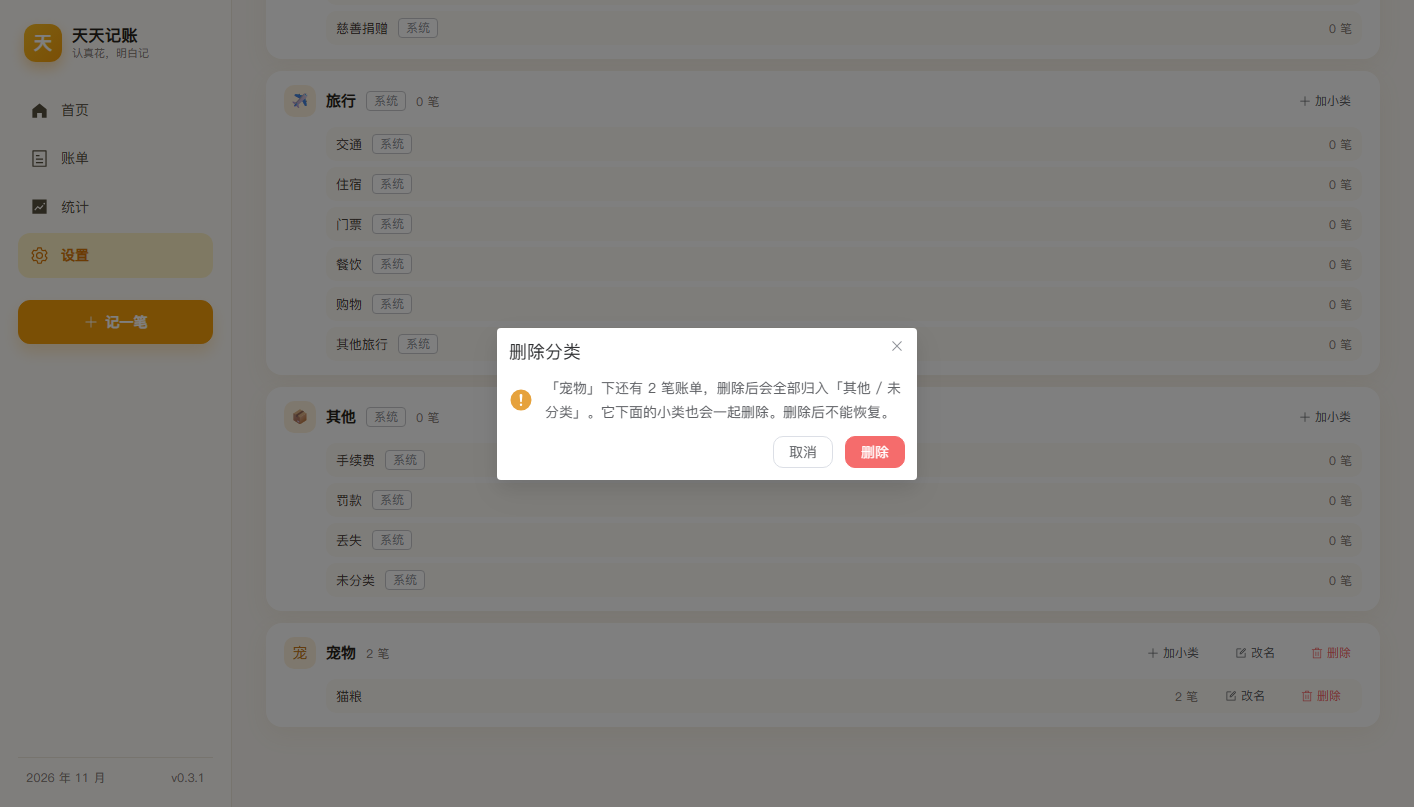 天
天天记账
认真花，明白记
首页
账单
统计
设置
记一笔
2026 年 11 月
v0.3.1
慈善捐赠 系统 0 笔
旅行 系统 0 笔 加小类
交通 系统 0 笔
住宿 系统 0 笔
门票 系统 0 笔
餐饮 系统 0 笔
购物 系统 0 笔
其他旅行 系统 0 笔
其他 系统 0 笔 加小类
手续费 系统 0 笔
罚款 系统 0 笔
丢失 系统 0 笔
未分类 系统 0 笔
宠 宠物 2 笔 加小类 改名 删除
猫粮 2 笔 改名 删除
删除分类
「宠物」下还有 2 笔账单，删除后会全部归入「其他 / 未
分类」。它下面的小类也会一起删除。删除后不能恢复。
取消 删除